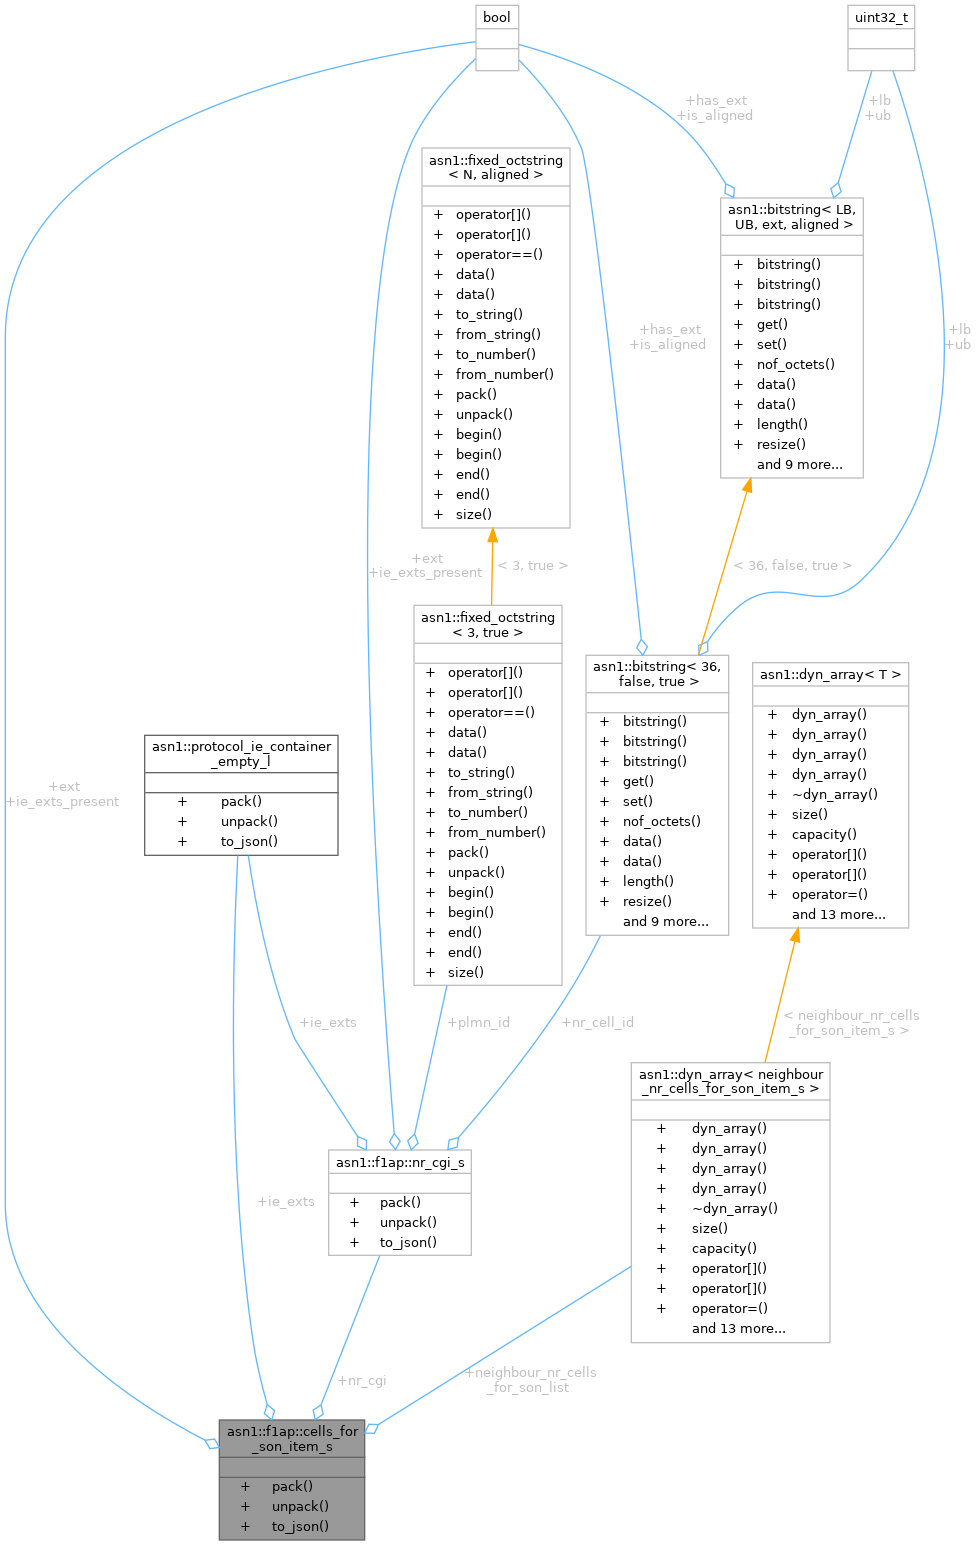 bool
uint32_t
+has_ext
+is_aligned
+lb
+ub
asn1::fixed_octstring
< N, aligned >
+ operator[]()
+ operator[]()
+ operator==()
+ data()
+ data()
+ to_string()
+ from_string()
+ to_number()
+ from_number()
+ pack()
+ unpack()
+ begin()
+ begin()
+ end()
+ end()
+ size()
asn1::bitstring< LB,
UB, ext, aligned >
+ bitstring()
+ bitstring()
+ bitstring()
+ get()
+ set()
+ nof_octets()
+ data()
+ data()
+ length()
+ resize()
and 9 more...
+has_ext
+is_aligned
+lb
+ub
+ext
+ie_exts_present
< 3, true >
< 36, false, true >
asn1::fixed_octstring
< 3, true >
+ operator[]()
+ operator[]()
+ operator==()
+ data()
+ data()
+ to_string()
+ from_string()
+ to_number()
+ from_number()
+ pack()
+ unpack()
+ begin()
+ begin()
+ end()
+ end()
+ size()
asn1::bitstring< 36,
false, true >
+ bitstring()
+ bitstring()
+ bitstring()
+ get()
+ set()
+ nof_octets()
+ data()
+ data()
+ length()
+ resize()
and 9 more...
asn1::dyn_array< T >
+ dyn_array()
+ dyn_array()
+ dyn_array()
+ dyn_array()
+ ~dyn_array()
+ size()
+ capacity()
+ operator[]()
+ operator[]()
+ operator=()
and 13 more...
asn1::protocol_ie_container
_empty_l
+ pack()
+ unpack()
+ to_json()
+ext
+ie_exts_present
+ie_exts
+plmn_id
+nr_cell_id
< neighbour_nr_cells
_for_son_item_s >
asn1::dyn_array< neighbour
_nr_cells_for_son_item_s >
+ dyn_array()
+ dyn_array()
+ dyn_array()
+ dyn_array()
+ ~dyn_array()
+ size()
+ capacity()
+ operator[]()
+ operator[]()
+ operator=()
and 13 more...
asn1::f1ap::nr_cgi_s
+ pack()
+ unpack()
+ to_json()
+ie_exts
+nr_cgi
+neighbour_nr_cells
_for_son_list
asn1::f1ap::cells_for
_son_item_s
+ pack()
+ unpack()
+ to_json()